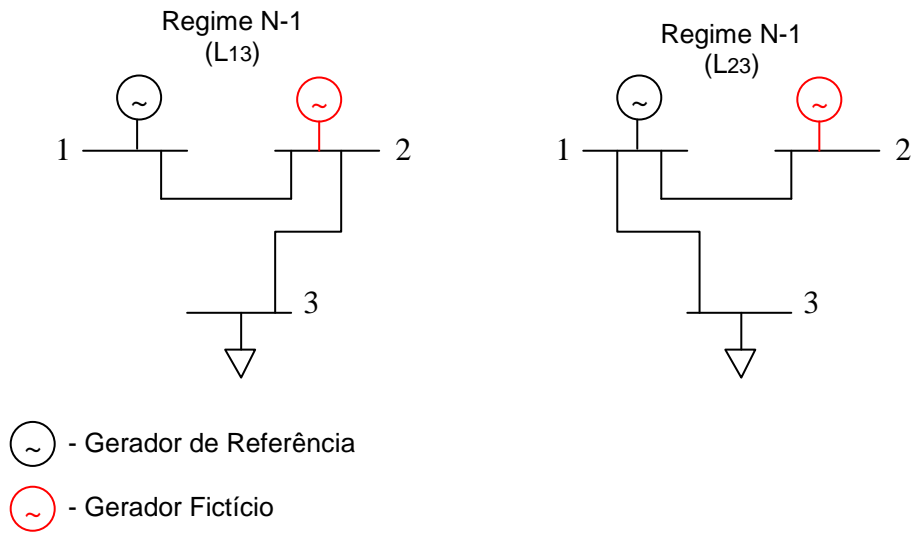 Regime N-1
(L13)
Regime N-1
(L23)
~
~
~
~
1
2
1
2
3
3
~ - Gerador de Referência
~ - Gerador Fictício